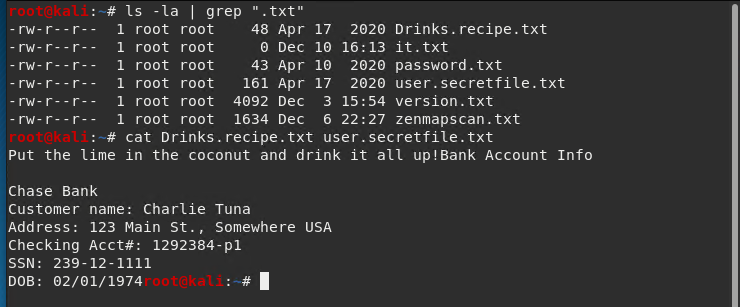 root@kali:~# ls -la | grep ".txt"
-rw-r--r--  1 root root    48 Apr 17  2020 Drinks.recipe.txt
-rw-r--r--  1 root root     0 Dec 10 16:13 it.txt
-rw-r--r--  1 root root    43 Apr 10  2020 password.txt
-rw-r--r--  1 root root   161 Apr 17  2020 user.secretfile.txt
-rw-r--r--  1 root root  4092 Dec  3 15:54 version.txt
-rw-r--r--  1 root root  1634 Dec  6 22:27 zenmapscan.txt
root@kali:~# cat Drinks.recipe.txt user.secretfile.txt
Put the lime in the coconut and drink it all up!Bank Account Info
Chase Bank
Customer name: Charlie Tuna
Address: 123 Main St., Somewhere USA
Checking Acct#: 1292384-p1
SSN: 239-12-1111
DOB: 02/01/1974root@kali:~#